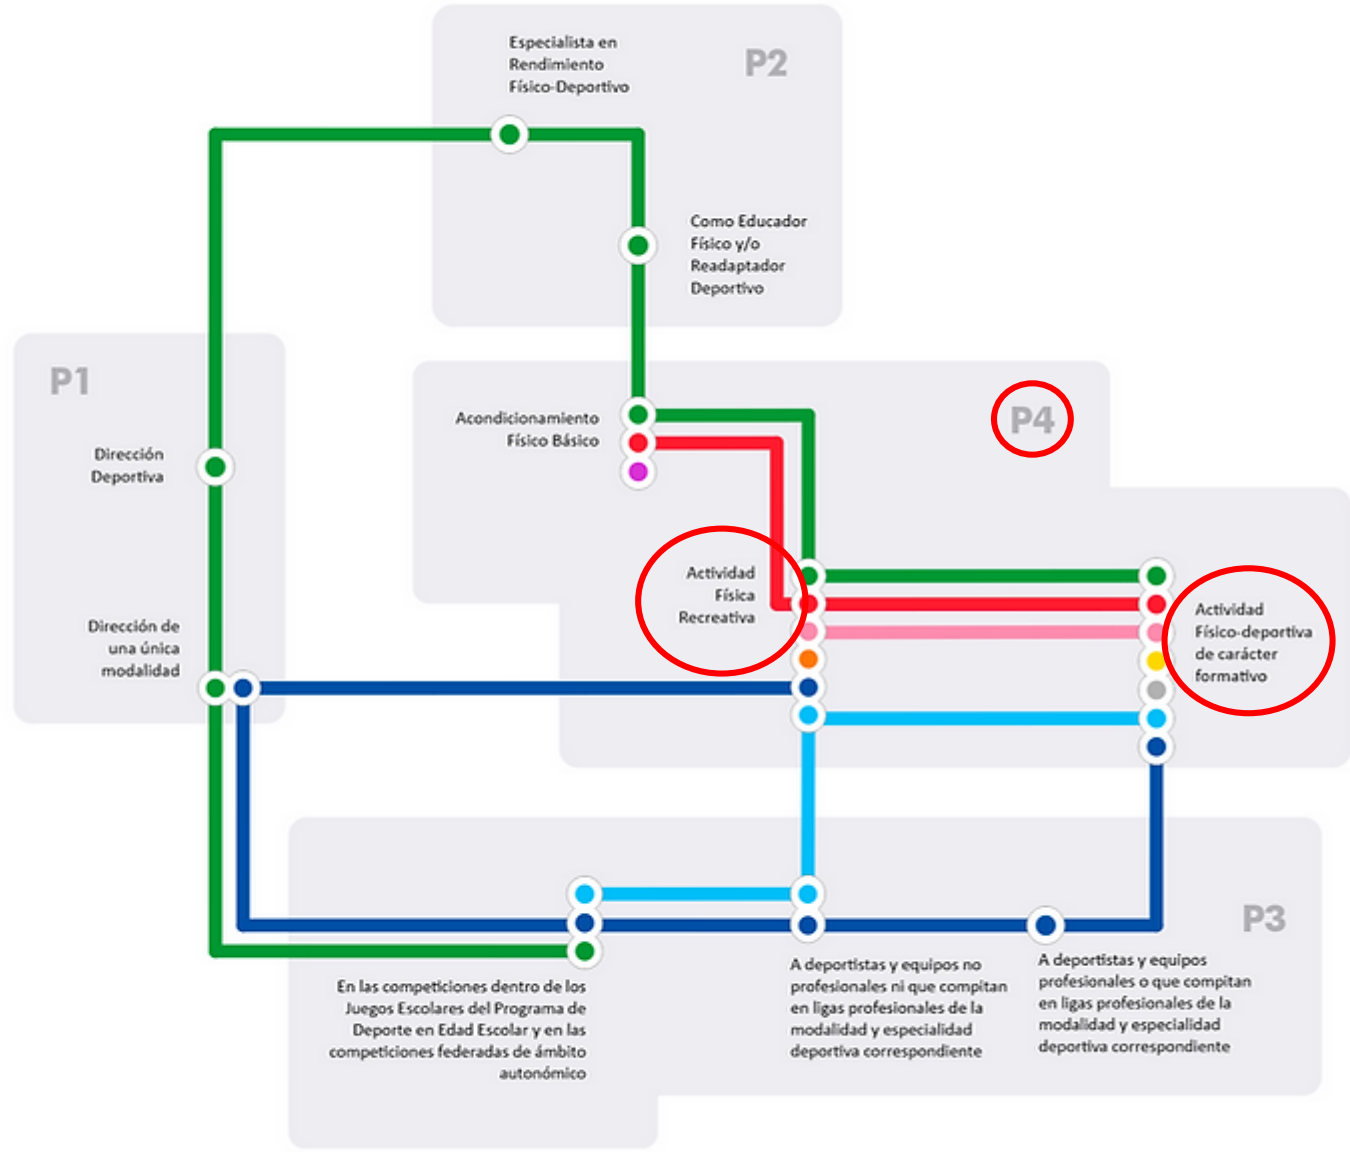 Especialista en
Rendimiento
Físico-Deportivo
P2
Como Educador
Físico y/o
Readaptador
Deportivo
P1
Dirección
Deportiva
Dirección de
una única
modalidad
Acondicionamiento
Físico Básico
P4
Actividad
Física
Recreativa
Actividad
Físico-deportiva
de carácter
formativo
P3
En las competiciones dentro de los
Juegos Escolares del Programa de
Deporte en Edad Escolar y en las
competiciones federadas de ámbito
autonómico
A deportistas y equipos no
profesionales ni que compitan
en ligas profesionales de la
modalidad y especialidad
deportiva correspondiente
A deportistas y equipos
profesionales o que compitan
en ligas profesionales de la
modalidad y especialidad
deportiva correspondiente